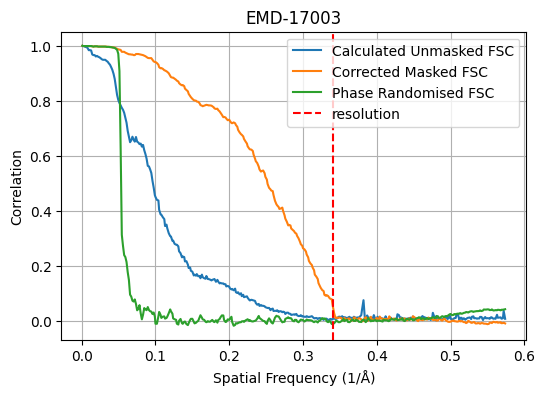 EMD-17003
Calculated Unmasked FSC
Corrected Masked FSC
Phase Randomised FSC
resolution
Correlation
1.0
0.8
0.6
0.4
0.2
0.0
0.0 0.1 0.2 0.3 0.4 0.5 0.6
Spatial Frequency (1/Å)